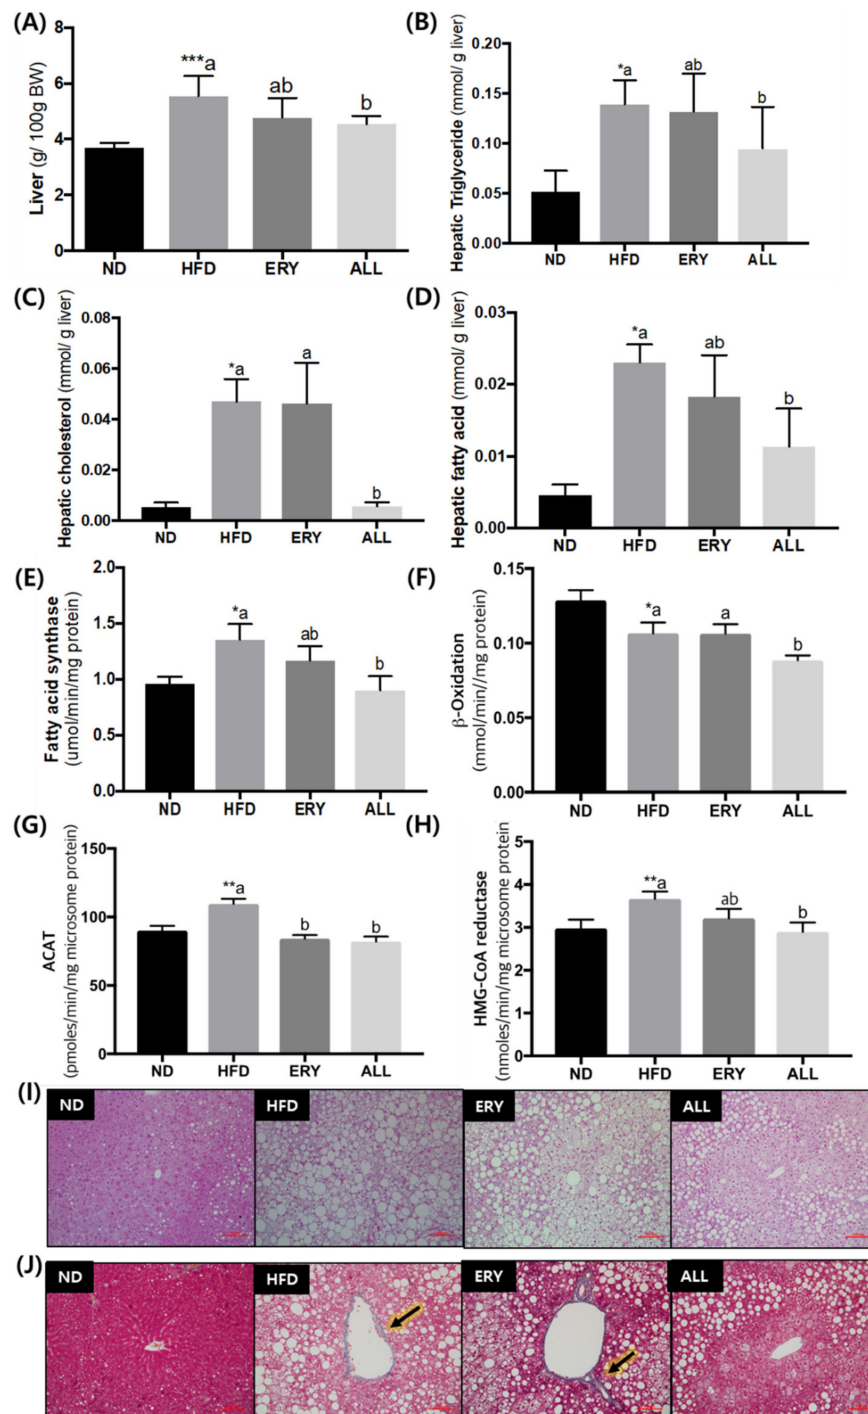 (A)
Liver (g/ 100g BW)
8
6
4
2
0
***a
ab
b
ND HFD ERY ALL
(B)
Hepatic Triglyceride (mmol/ g liver)
0.20
0.15
0.10
0.05
0.00
*a
ab
b
ND HFD ERY ALL
(C)
Hepatic cholesterol (mmol/ g liver)
0.08
0.06
0.04
0.02
0.00
*a
a
b
ND HFD ERY ALL
(D)
Hepatic fatty acid (mmol/ g liver)
0.03
0.02
0.01
0.00
*a
ab
b
ND HFD ERY ALL
(E)
Fatty acid synthase
(umol/min/mg protein)
2.0
1.5
1.0
0.5
0.0
*a
ab
b
ND HFD ERY ALL
(F)
β-Oxidation
(mmol/min//mg protein)
0.15
0.10
0.05
0.00
*a
a
b
ND HFD ERY ALL
(G)
ACAT
(pmoles/min/mg microsome protein)
150
100
50
0
**a
b
b
ND HFD ERY ALL
(H)
HMG-CoA reductase
(nmoles/min/mg microsome protein)
5
4
3
3
1
0
**a
ab
b
ND HFD ERY ALL
(I)
ND HFD ERY ALL
(J)
ND HFD ERY ALL